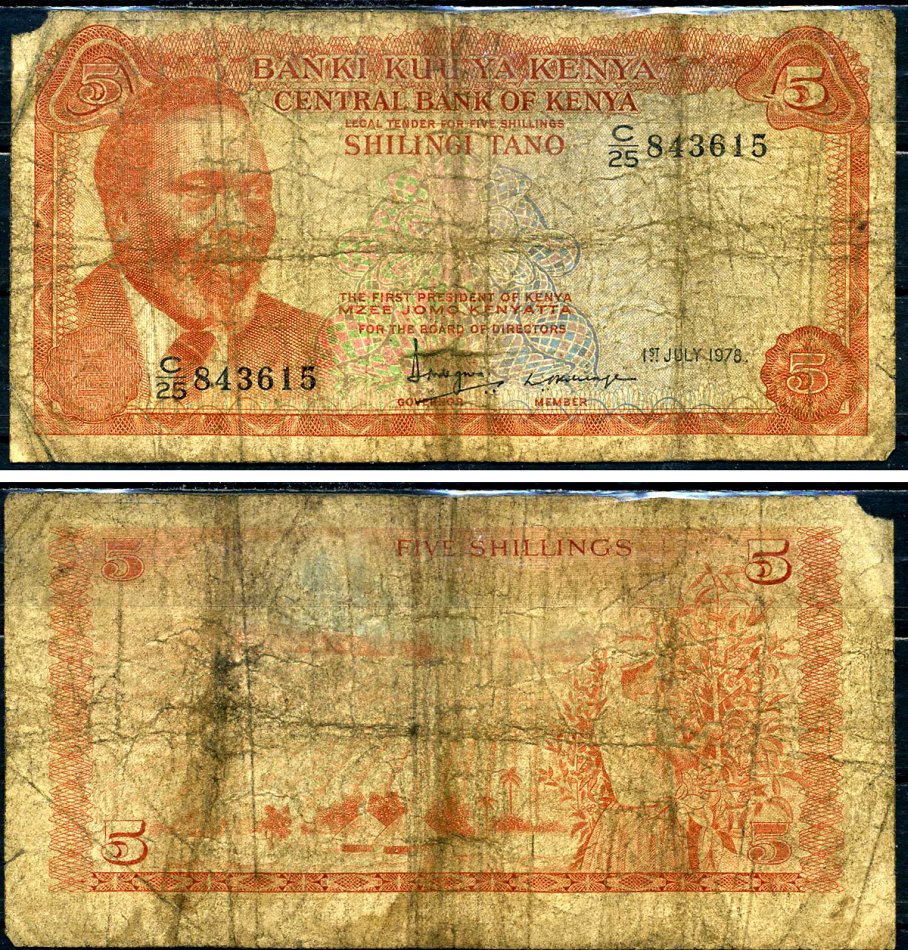 5
5
BANKI KUU YA KENYA
CENTRAL BANK OF KENYA
LEGAL TENDER FOR FIVE SHILLINGS
SHILINGI TANO
C/25 843615
THE FIRST PRESIDENT OF KENYA
MZEE JOMO KENYATTA
FOR THE BOARD OF DIRECTORS
1ST JULY 1978.
C/25 843615
GOVERNOR
MEMBER
5
5
FIVE SHILLINGS
5
5
5